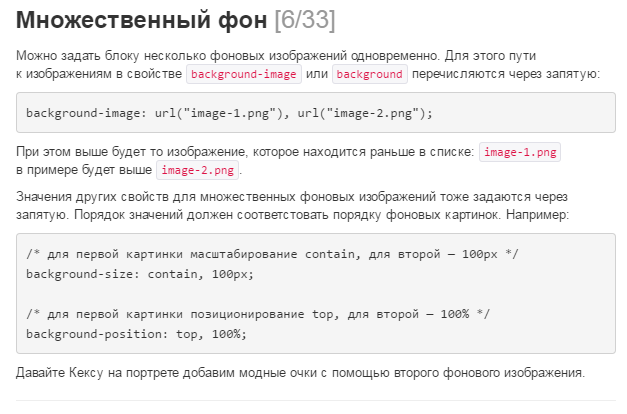 Множественный фон [6/33]
Можно задать блоку несколько фоновых изображений одновременно. Для этого пути
к изображениям в свойстве background-image или background перечисляются через запятую:
background-image: url("image-1.png"), url("image-2.png");
При этом выше будет то изображение, которое находится раньше в списке: image-1.png
в примере будет выше image-2.png.
Значения других свойств для множественных фоновых изображений тоже задаются через
запятую. Порядок значений должен соответстовать порядку фоновых картинок. Например:
/* для первой картинки масштабирование contain, для второй — 100px */
background-size: contain, 100px;
/* для первой картинки позиционирование top, для второй — 100% */
background-position: top, 100%;
Давайте Кексу на портрете добавим модные очки с помощью второго фонового изображения.